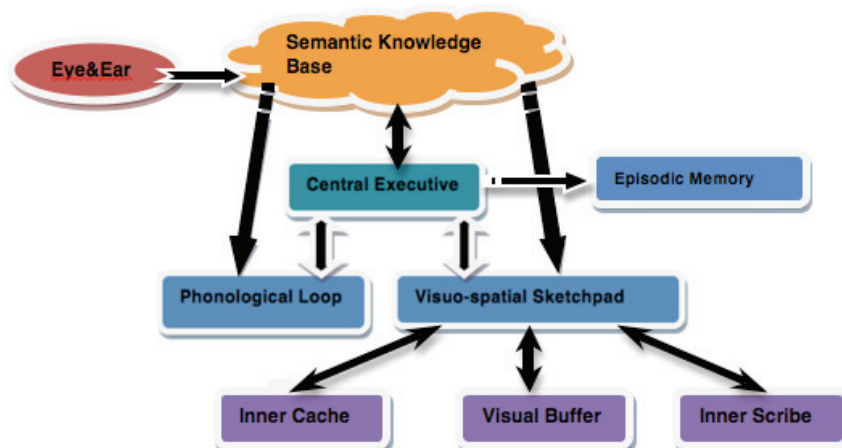 Semantic Knowledge
Base
Eye&Ear
Central Executive
Episodic Memory
Phonological Loop
Visuo-spatial Sketchpad
Inner Cache
Visual Buffer
Inner Scribe